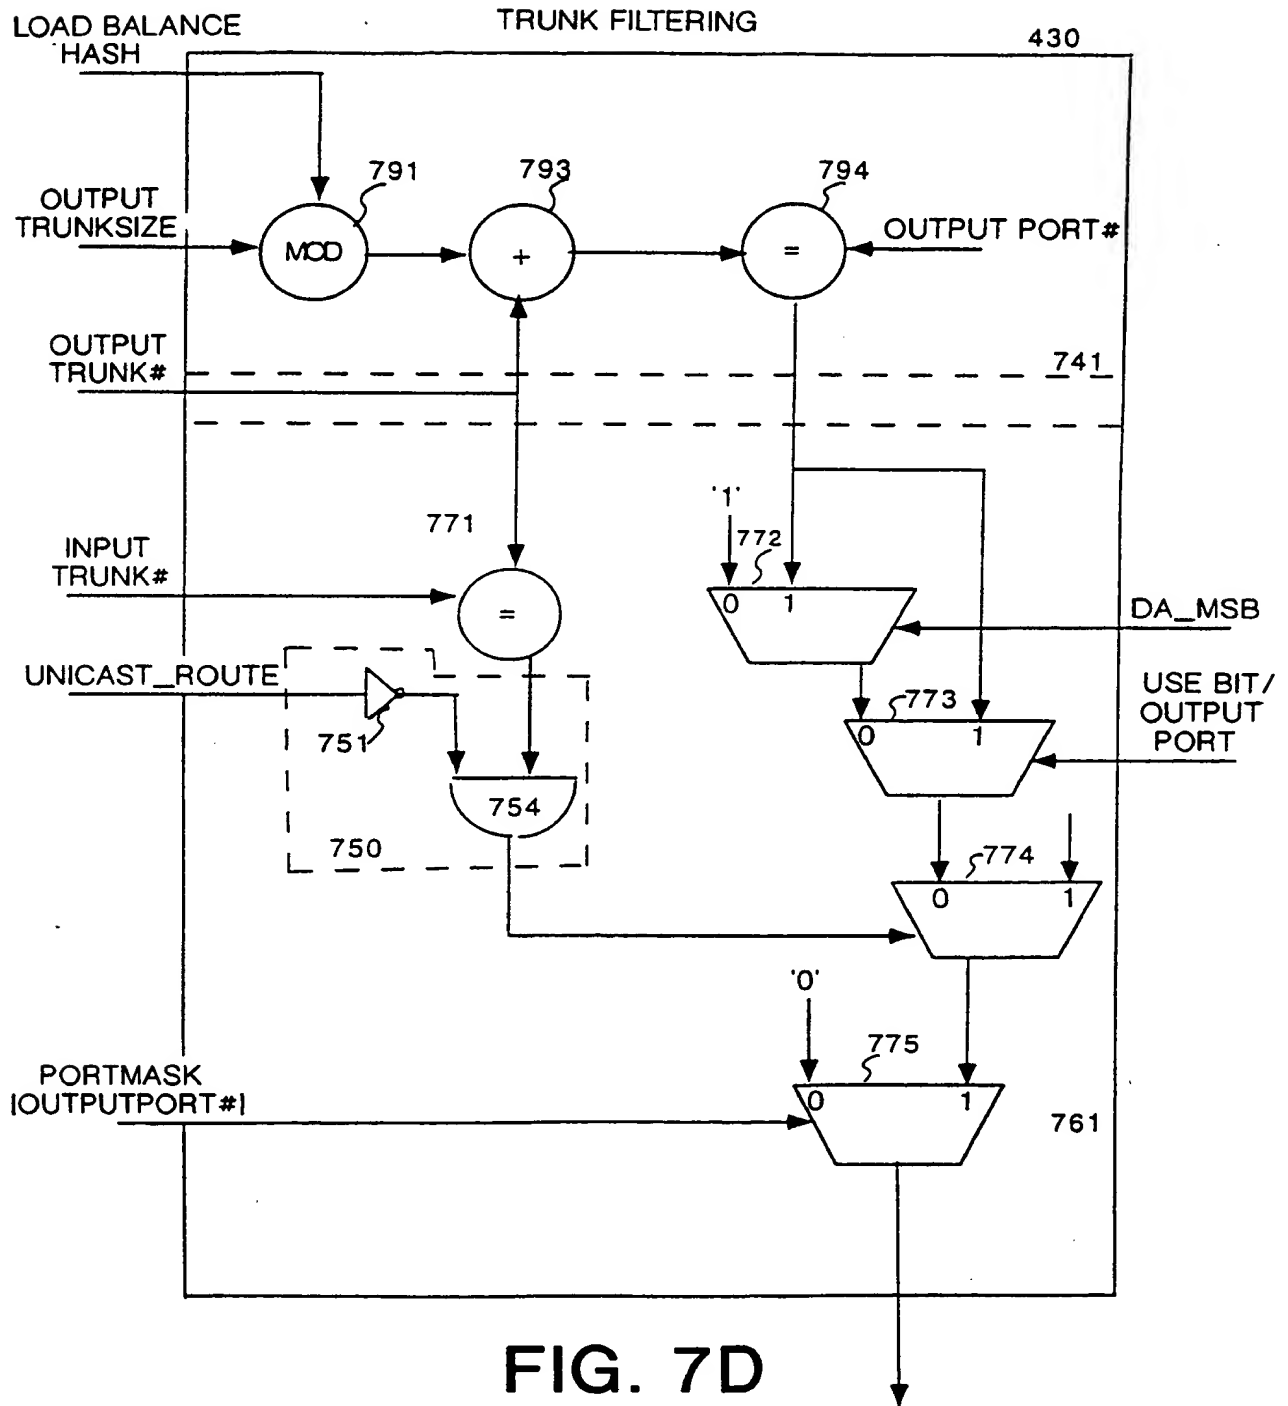 TRUNK FILTERING
430
LOAD BALANCE
HASH
791
793
794
OUTPUT
TRUNKSIZE
MOD
+
=
OUTPUT PORT#
OUTPUT
TRUNK#
741
771
'1'
772
INPUT
TRUNK#
=
0 1
DA_MSB
UNICAST_ROUTE
751
773
0 1
USE BIT/
OUTPUT
PORT
754
750
774
0 1
'0'
775
PORTMASK
[OUTPUTPORT#]
0 1
761
FIG. 7D